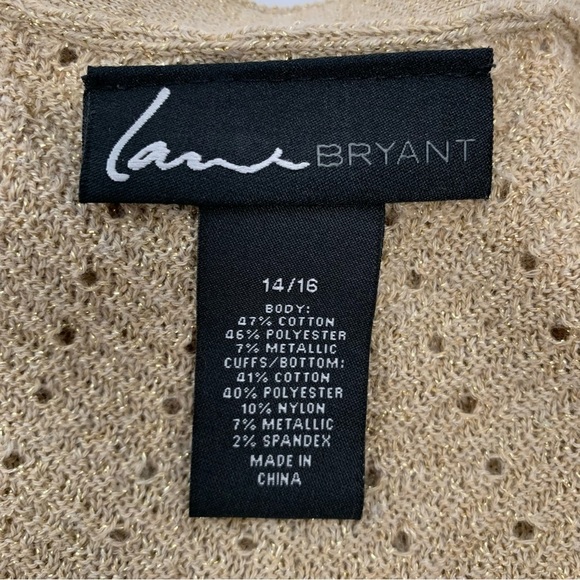 Lane BRYANT
14/16
BODY:
47% COTTON
46% POLYESTER
7% METALLIC
CUFFS/BOTTOM:
41% COTTON
40% POLYESTER
10% NYLON
7% METALLIC
2% SPANDEX
MADE IN
CHINA